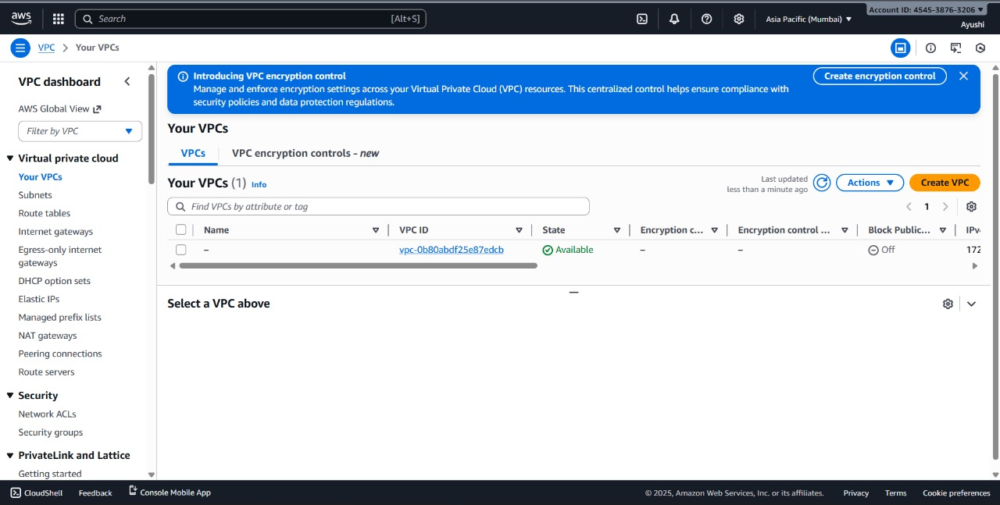 aws
Search [Alt+S]
Asia Pacific (Mumbai)
Account ID: 4545-3876-3206
Ayushi
VPC
Your VPCs
VPC dashboard
AWS Global View
Filter by VPC
Virtual private cloud
Your VPCs
Subnets
Route tables
Internet gateways
Egress-only internet
gateways
DHCP option sets
Elastic IPs
Managed prefix lists
NAT gateways
Peering connections
Route servers
Security
Network ACLs
Security groups
PrivateLink and Lattice
Getting started
Introducing VPC encryption control
Manage and enforce encryption settings across your Virtual Private Cloud (VPC) resources. This centralized control helps ensure compliance with
security policies and data protection regulations.
Create encryption control
Your VPCs
VPCs
VPC encryption controls - new
Your VPCs (1) Info
Last updated
less than a minute ago
Actions
Create VPC
Find VPCs by attribute or tag
1
Name VPC ID State Encryption c... Encryption control ... Block Public... IPv
– vpc-0b80abdf25e87edcb Available – – Off 172
Select a VPC above
CloudShell Feedback Console Mobile App © 2025, Amazon Web Services, Inc. or its affiliates. Privacy Terms Cookie preferences